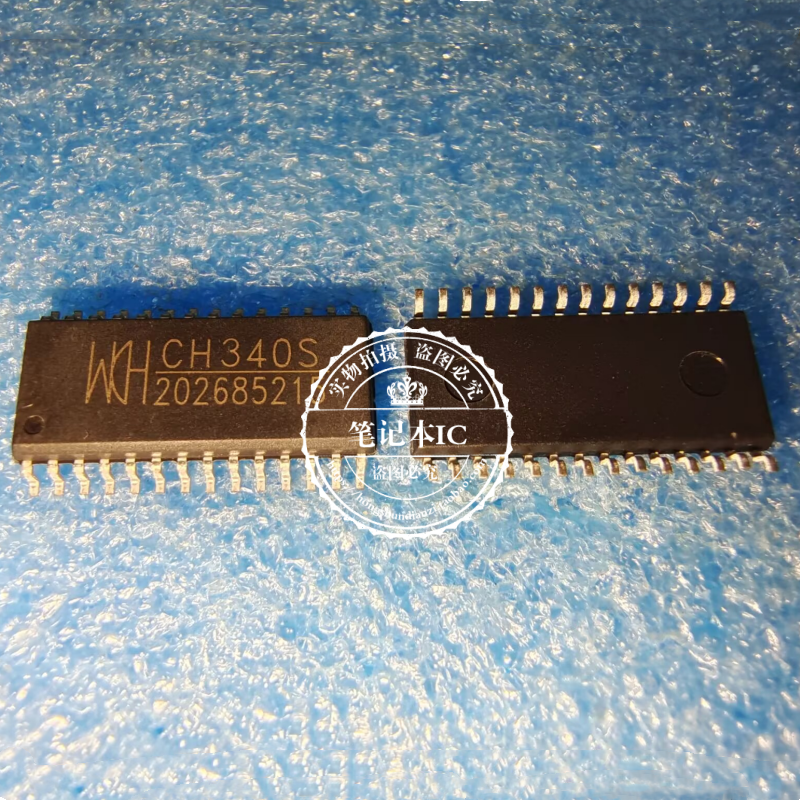 WCH CH340S
20268521
实物拍摄 · 盗图必究
笔记本IC
盗图必究